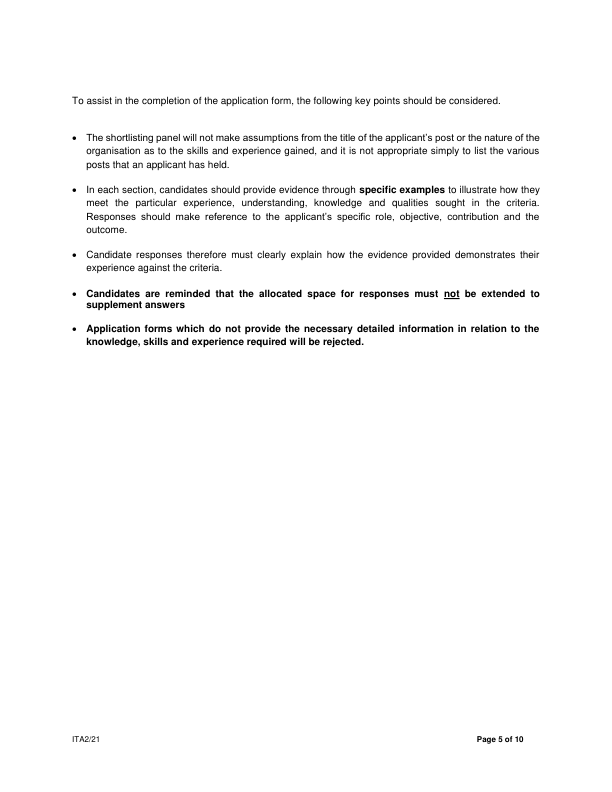 To assist in the completion of the application form, the following key points should be considered.
• The shortlisting panel will not make assumptions from the title of the applicant's post or the nature of the
organisation as to the skills and experience gained, and it is not appropriate simply to list the various
posts that an applicant has held.
• In each section, candidates should provide evidence through specific examples to illustrate how they
meet the particular experience, understanding, knowledge and qualities sought in the criteria.
Responses should make reference to the applicant's specific role, objective, contribution and the
outcome.
• Candidate responses therefore must clearly explain how the evidence provided demonstrates their
experience against the criteria.
• Candidates are reminded that the allocated space for responses must not be extended to
supplement answers
• Application forms which do not provide the necessary detailed information in relation to the
knowledge, skills and experience required will be rejected.
ITA2/21 Page 5 of 10